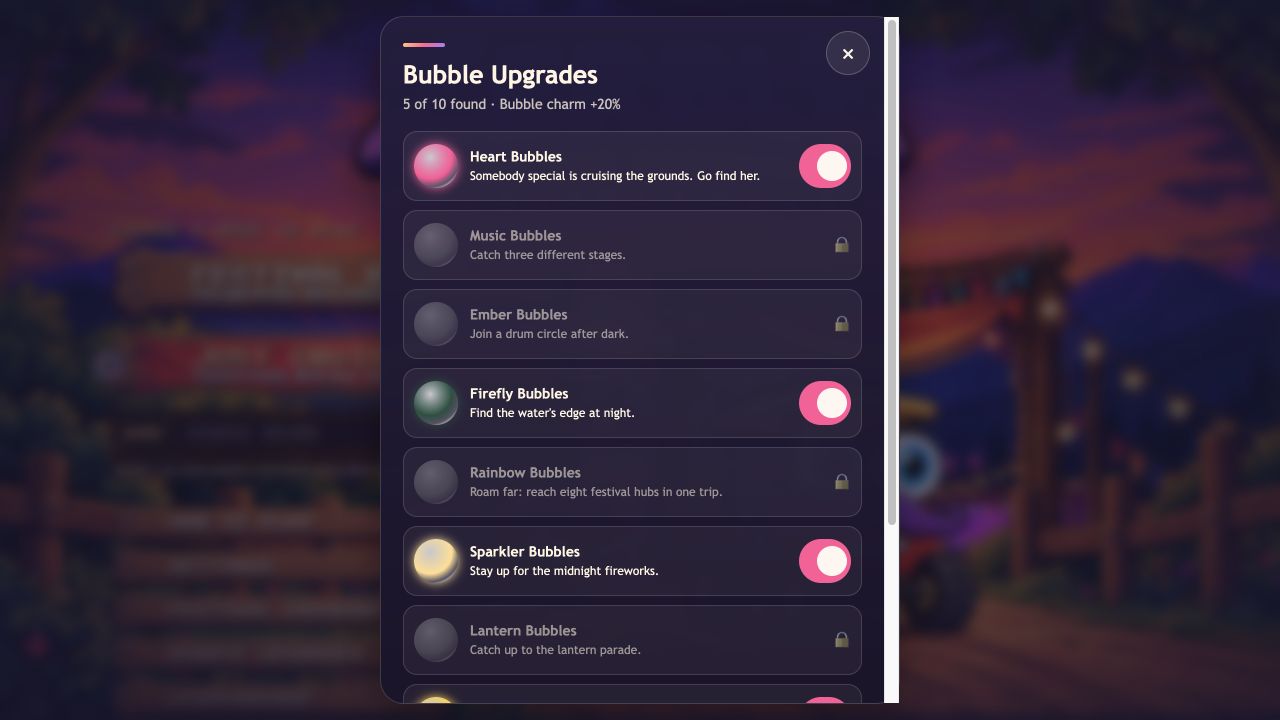 Bubble Upgrades
5 of 10 found · Bubble charm +20%
Heart Bubbles
Somebody special is cruising the grounds. Go find her.
Music Bubbles
Catch three different stages.
Ember Bubbles
Join a drum circle after dark.
Firefly Bubbles
Find the water's edge at night.
Rainbow Bubbles
Roam far: reach eight festival hubs in one trip.
Sparkler Bubbles
Stay up for the midnight fireworks.
Lantern Bubbles
Catch up to the lantern parade.